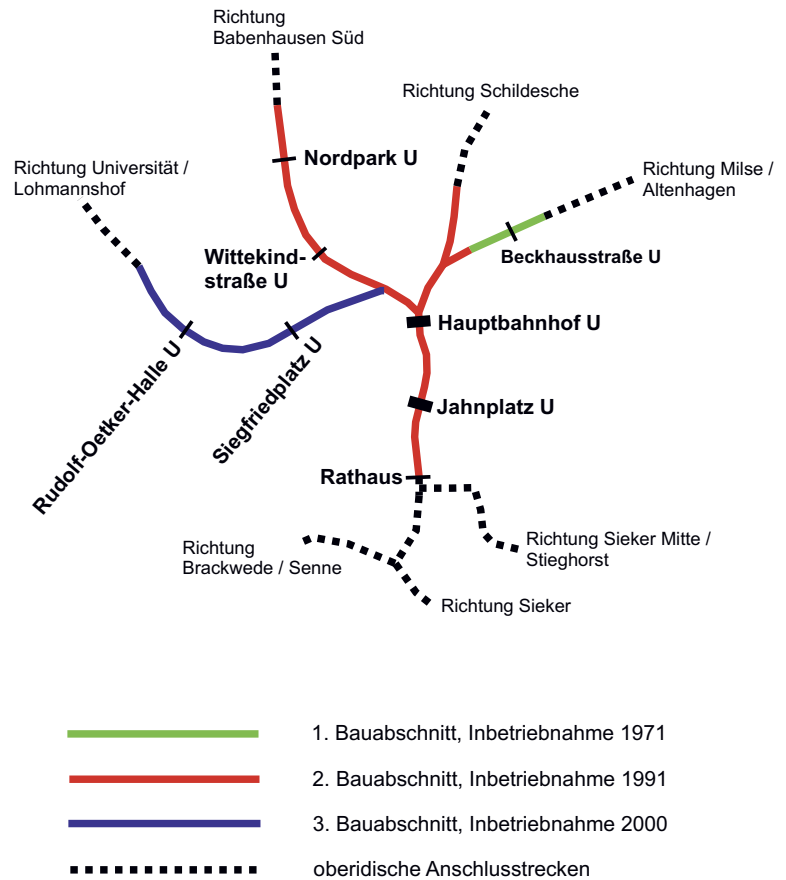 Richtung
Babenhausen Süd
Richtung Schildesche
Richtung Universität /
Lohmannshof
Nordpark U
Richtung Milse /
Altenhagen
Wittekind-
straße U
Beckhausstraße U
Hauptbahnhof U
Rudolf-Oetker-Halle U
Siegfriedplatz U
Jahnplatz U
Rathaus
Richtung
Brackwede / Senne
Richtung Sieker Mitte /
Stieghorst
Richtung Sieker
1. Bauabschnitt, Inbetriebnahme 1971
2. Bauabschnitt, Inbetriebnahme 1991
3. Bauabschnitt, Inbetriebnahme 2000
oberidische Anschlusstrecken